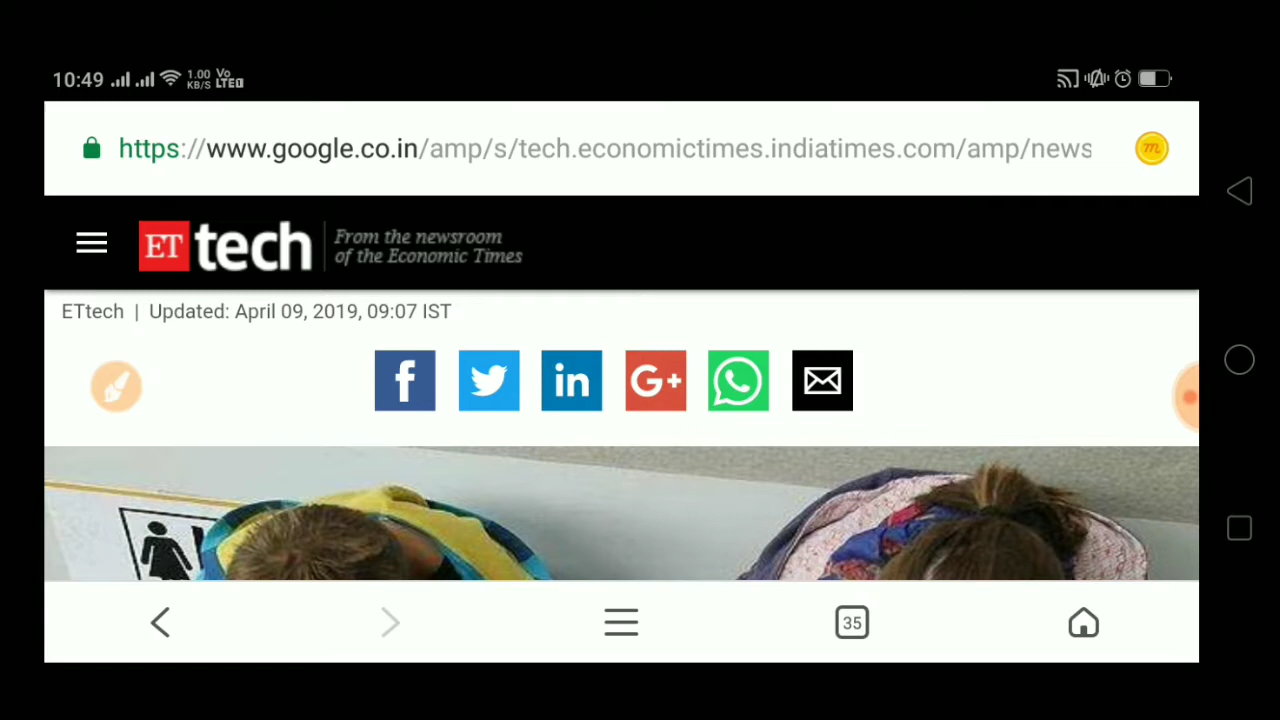 10:49 1.00 KB/S Vo LTE1
https://www.google.co.in/amp/s/tech.economictimes.indiatimes.com/amp/news
m
ET tech From the newsroom
of the Economic Times
ETtech | Updated: April 09, 2019, 09:07 IST
f in G+
35